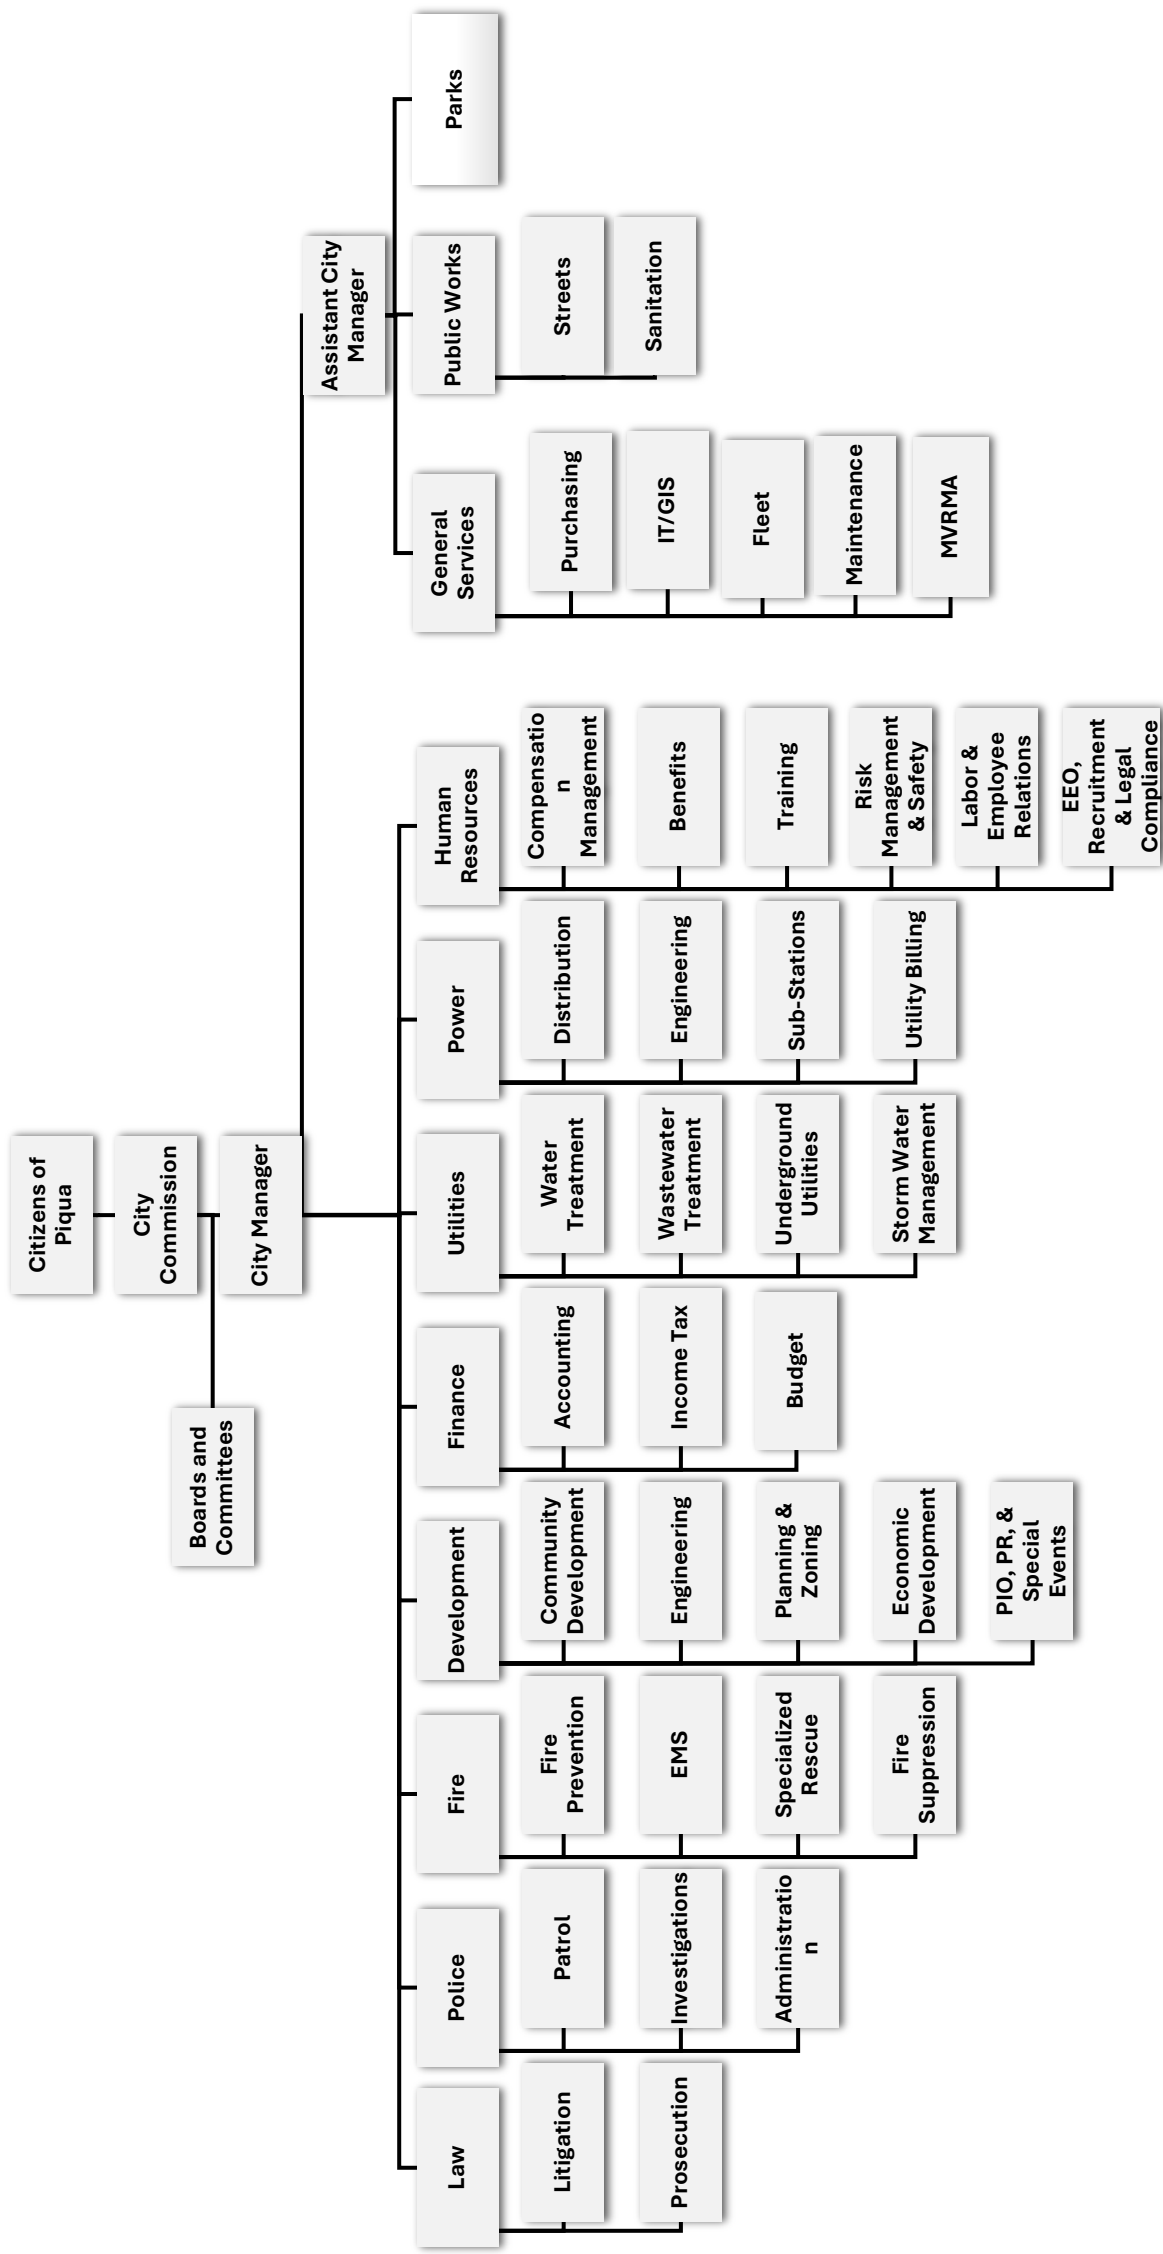 Citizens of
Piqua
City
Commission
Boards and
Committees
City Manager
Assistant City
Manager
Law
Litigation
Prosecution
Police
Patrol
Investigations
Administratio
n
Fire
Fire
Prevention
EMS
Specialized
Rescue
Fire
Suppression
Development
Community
Development
Engineering
Planning &
Zoning
Economic
Development
PIO, PR, &
Special
Events
Finance
Accounting
Income Tax
Budget
Utilities
Water
Treatment
Wastewater
Treatment
Underground
Utilities
Storm Water
Management
Power
Distribution
Engineering
Sub-Stations
Utility Billing
Human
Resources
Compensatio
n
Management
Benefits
Training
Risk
Management
& Safety
Labor &
Employee
Relations
EEO,
Recruitment
& Legal
Compliance
General
Services
Purchasing
IT/GIS
Fleet
Maintenance
MVRMA
Public Works
Streets
Sanitation
Parks